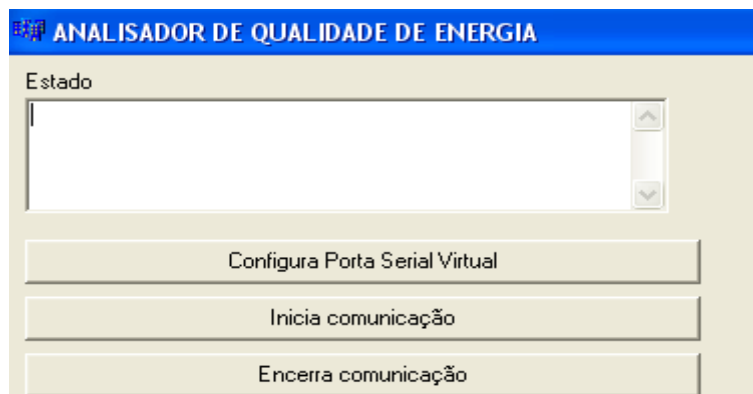 ANALISADOR DE QUALIDADE DE ENERGIA
Estado
Configura Porta Serial Virtual
Inicia comunicação
Encerra comunicação